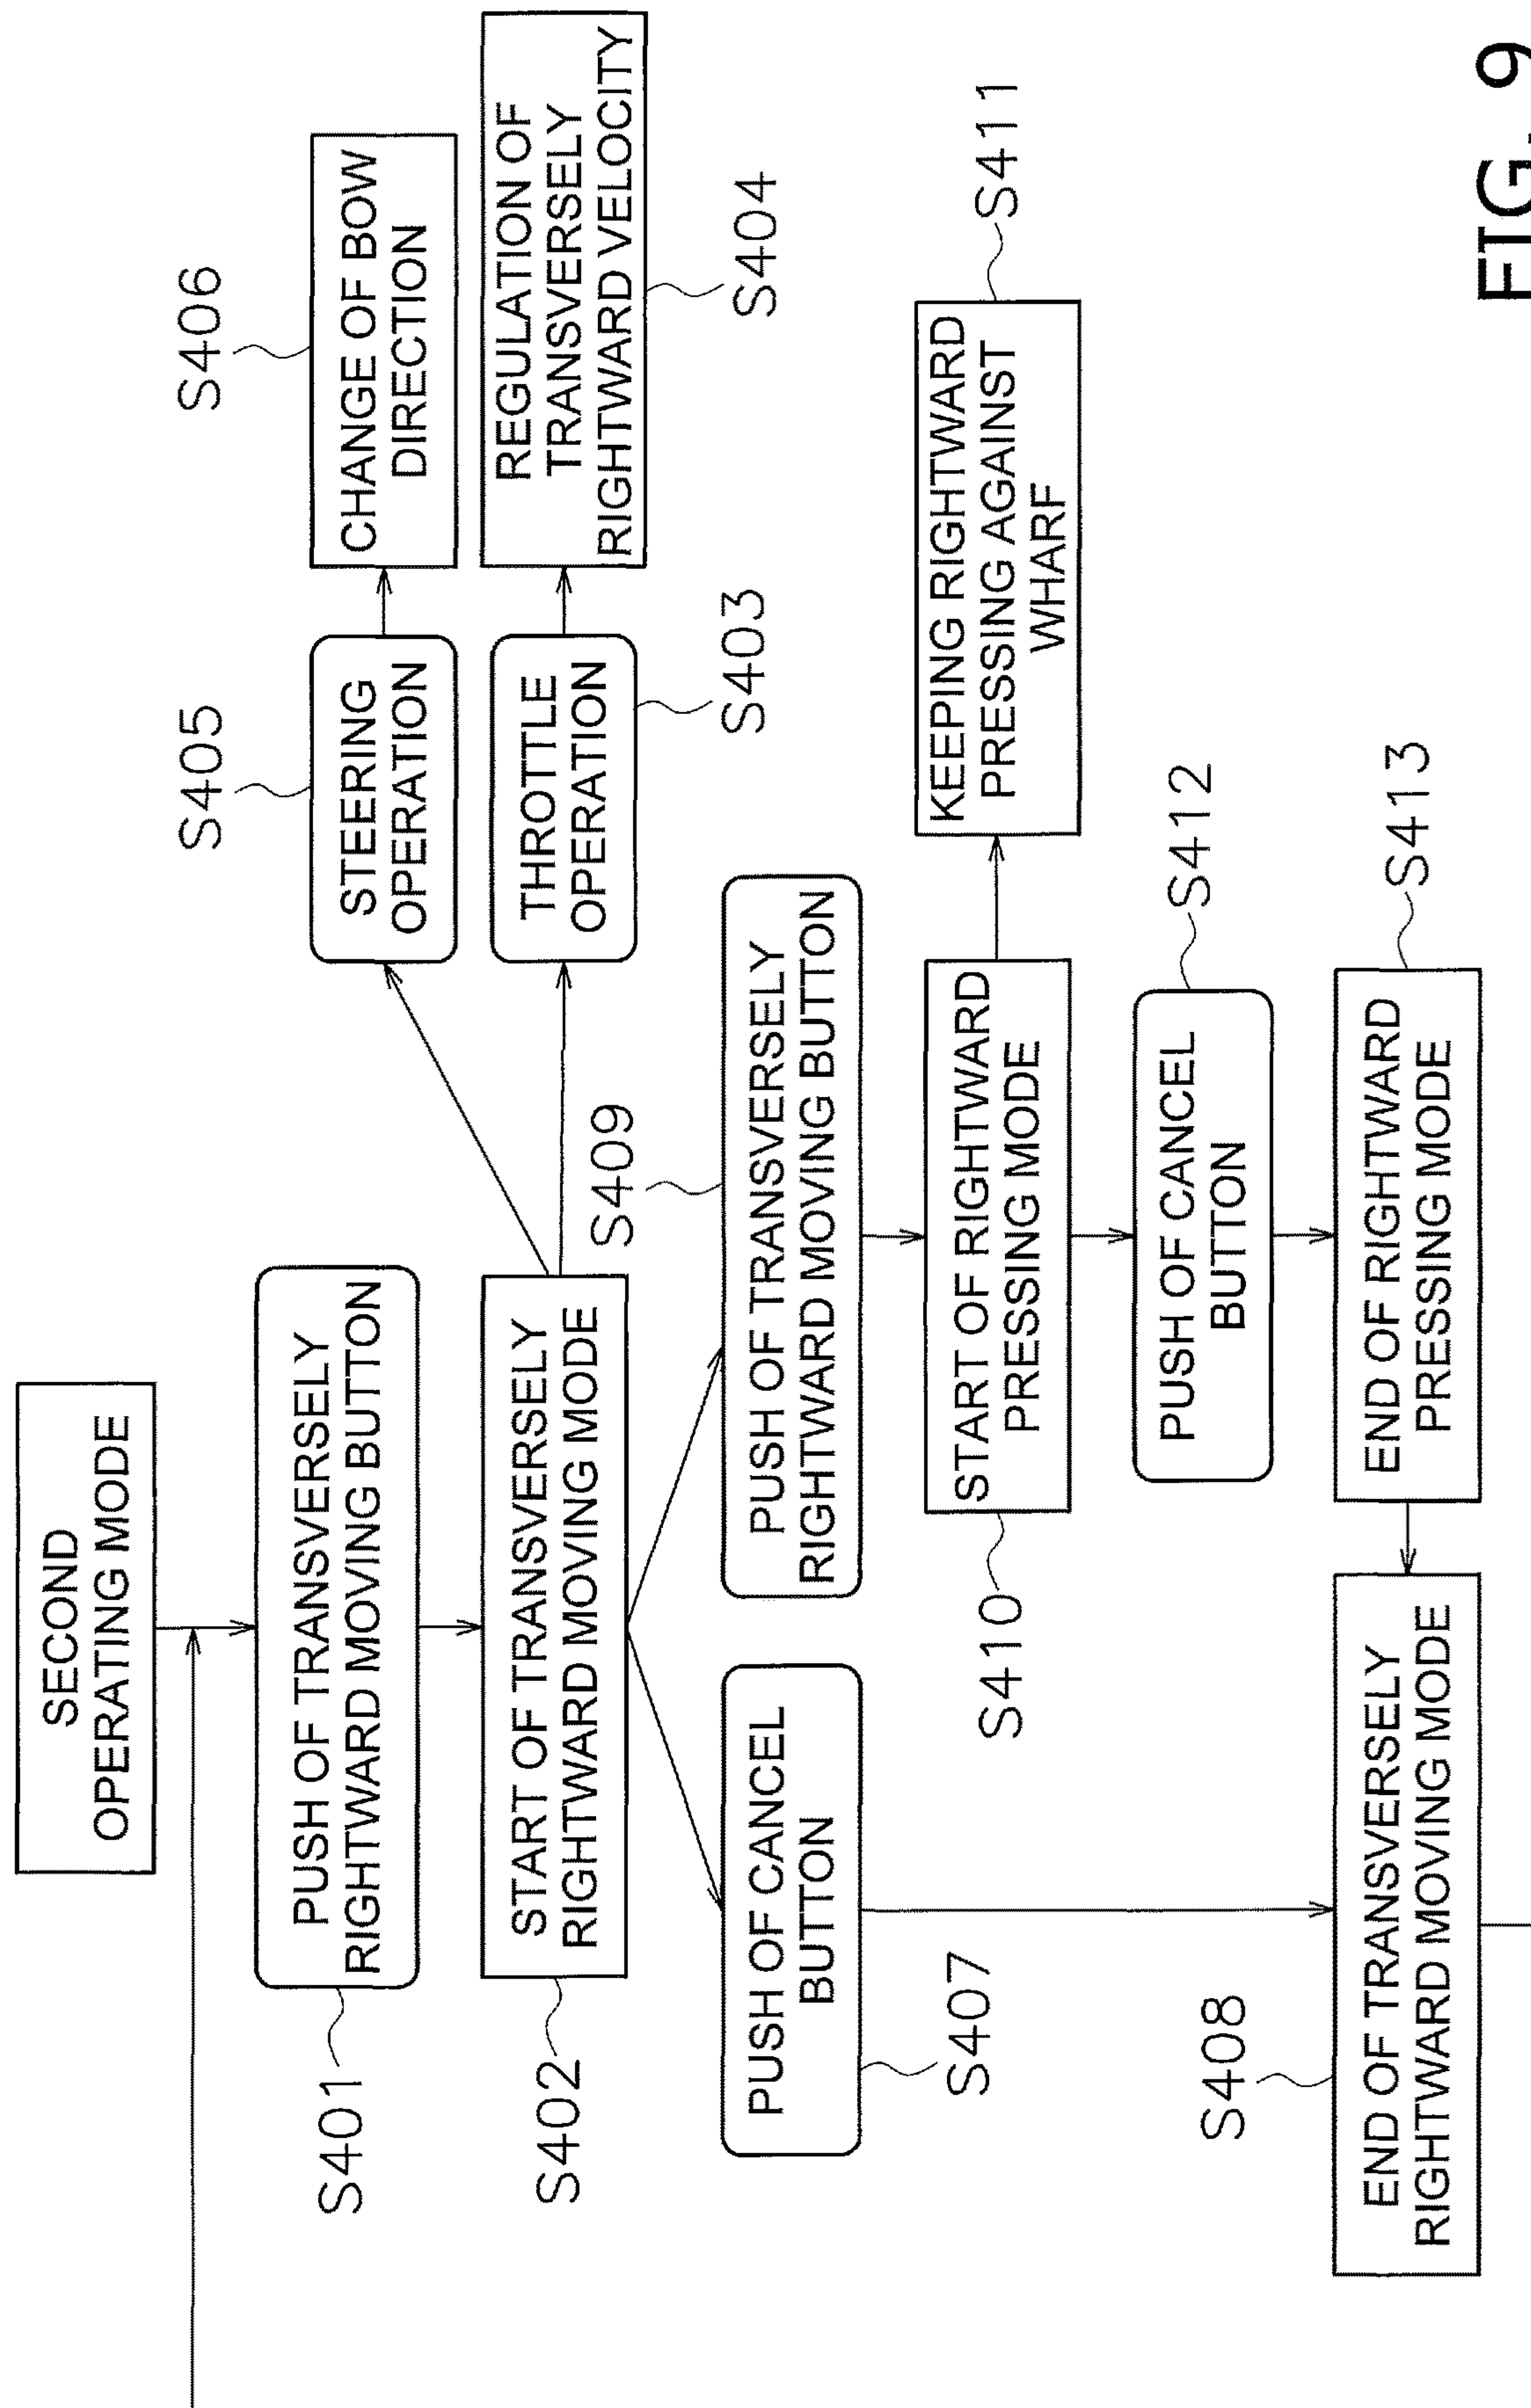 SECOND
OPERATING MODE
PUSH OF TRANSVERSELY
RIGHTWARD MOVING BUTTON
S401
START OF TRANSVERSELY
RIGHTWARD MOVING MODE
S402
S405
STEERING
OPERATION
S406
CHANGE OF BOW
DIRECTION
THROTTLE
OPERATION
S403
REGULATION OF
TRANSVERSELY
RIGHTWARD VELOCITY
S404
PUSH OF CANCEL
BUTTON
S407
S409
PUSH OF TRANSVERSELY
RIGHTWARD MOVING BUTTON
START OF RIGHTWARD
PRESSING MODE
S410
KEEPING RIGHTWARD
PRESSING AGAINST
WHARF
S411
PUSH OF CANCEL
BUTTON
S412
END OF RIGHTWARD
PRESSING MODE
S413
S408
END OF TRANSVERSELY
RIGHTWARD MOVING MODE
FIG. 9